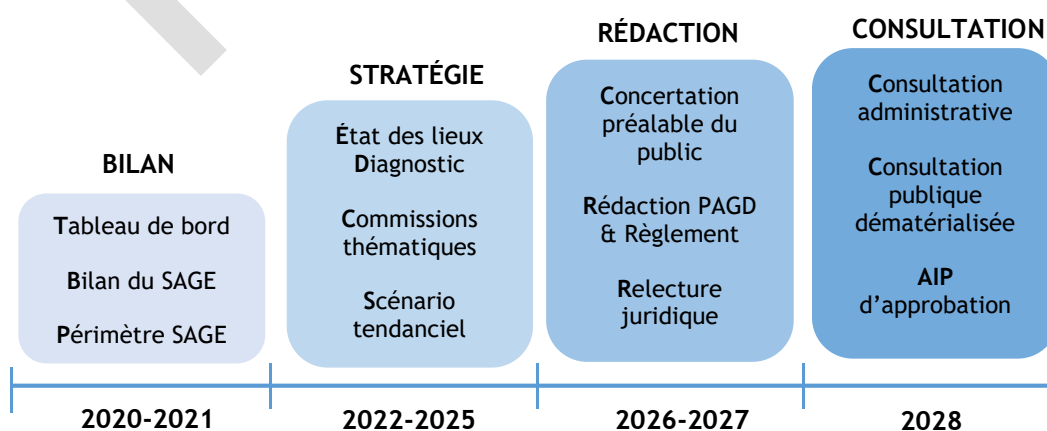 BILAN
Tableau de bord
Bilan du SAGE
Périmètre SAGE
2020-2021
STRATÉGIE
État des lieux
Diagnostic
Commissions
thématiques
Scénario
tendanciel
2022-2025
RÉDACTION
Concertation
préalable du
public
Rédaction PAGD
& Règlement
Relecture
juridique
2026-2027
CONSULTATION
Consultation
administrative
Consultation
publique
dématérialisée
AIP
d’approbation
2028